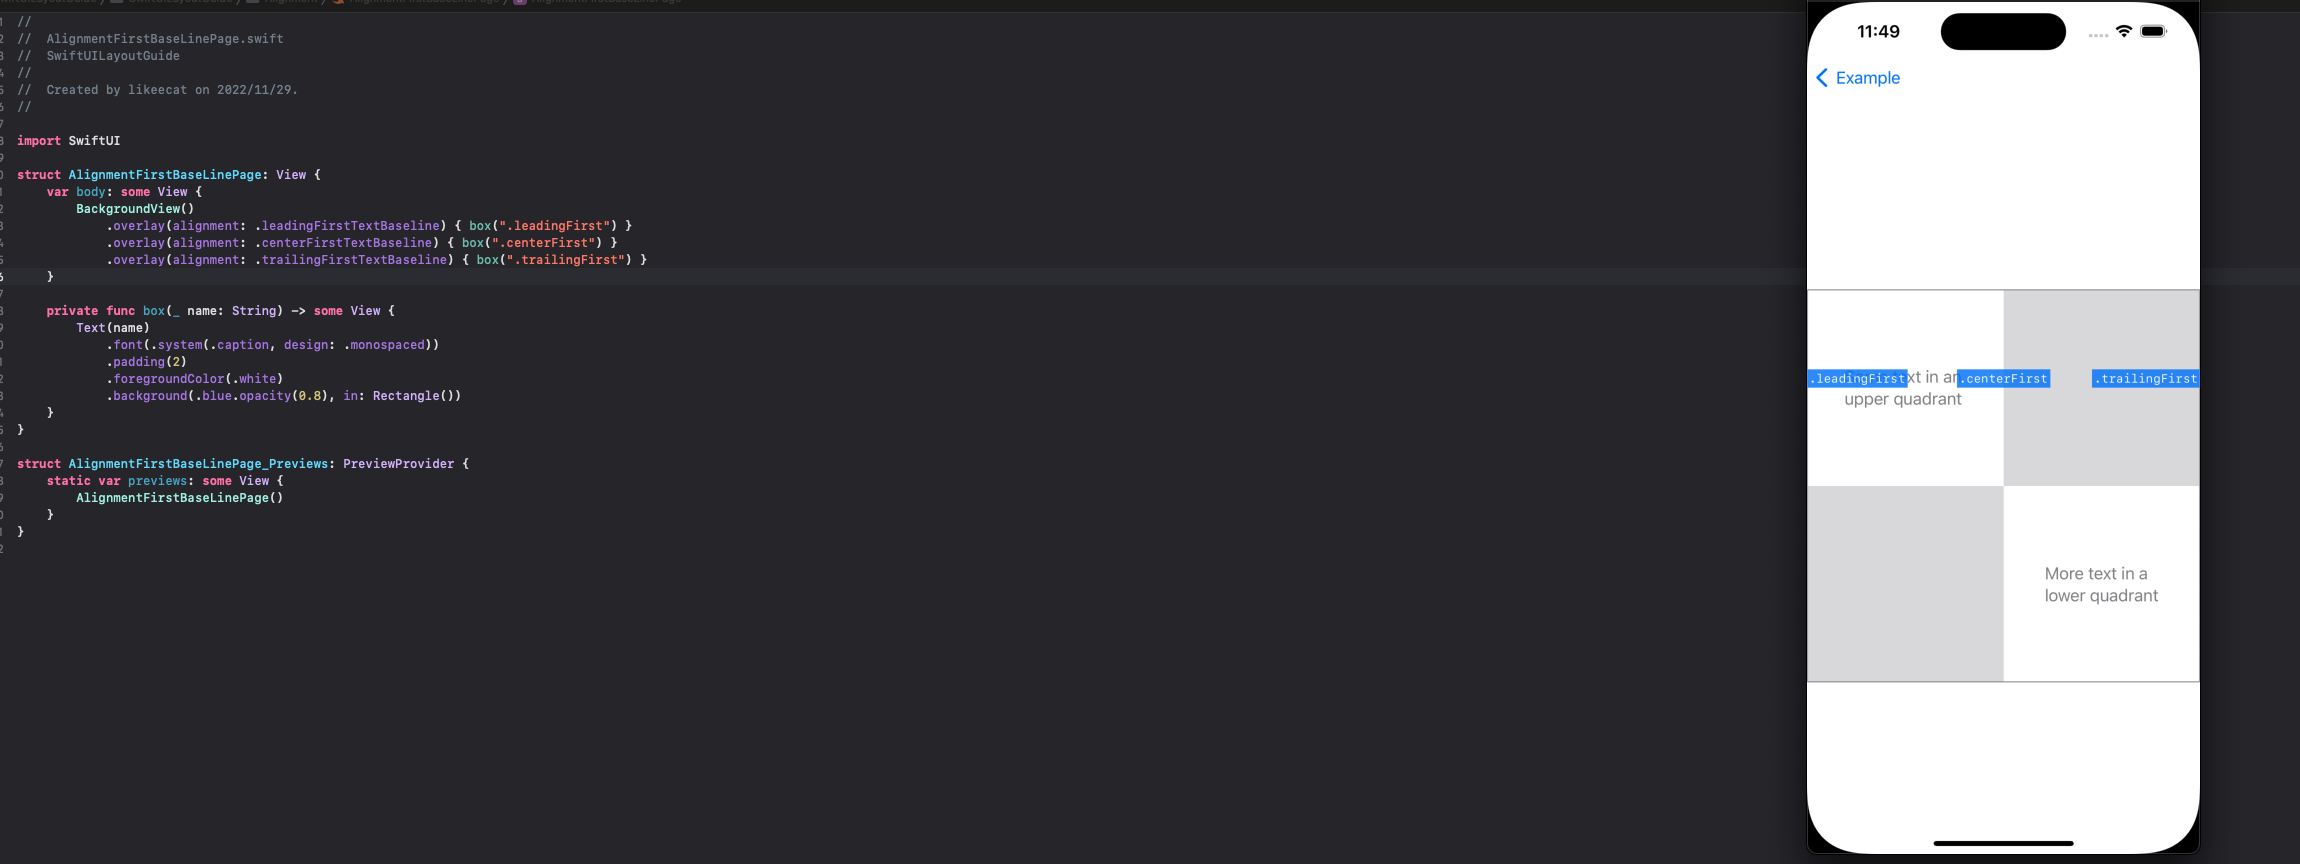 //
// AlignmentFirstBaseLinePage.swift
// SwiftUILayoutGuide
//
// Created by likeecat on 2022/11/29.
//
import SwiftUI
struct AlignmentFirstBaseLinePage: View {
var body: some View {
BackgroundView()
.overlay(alignment: .leadingFirstTextBaseline) { box(".leadingFirst") }
.overlay(alignment: .centerFirstTextBaseline) { box(".centerFirst") }
.overlay(alignment: .trailingFirstTextBaseline) { box(".trailingFirst") }
}
private func box(_ name: String) -> some View {
Text(name)
.font(.system(.caption, design: .monospaced))
.padding(2)
.foregroundColor(.white)
.background(.blue.opacity(0.8), in: Rectangle())
}
}
struct AlignmentFirstBaseLinePage_Previews: PreviewProvider {
static var previews: some View {
AlignmentFirstBaseLinePage()
}
}
11:49
Example
.leadingFirst text in an .centerFirst .trailingFirst
upper quadrant
More text in a
lower quadrant